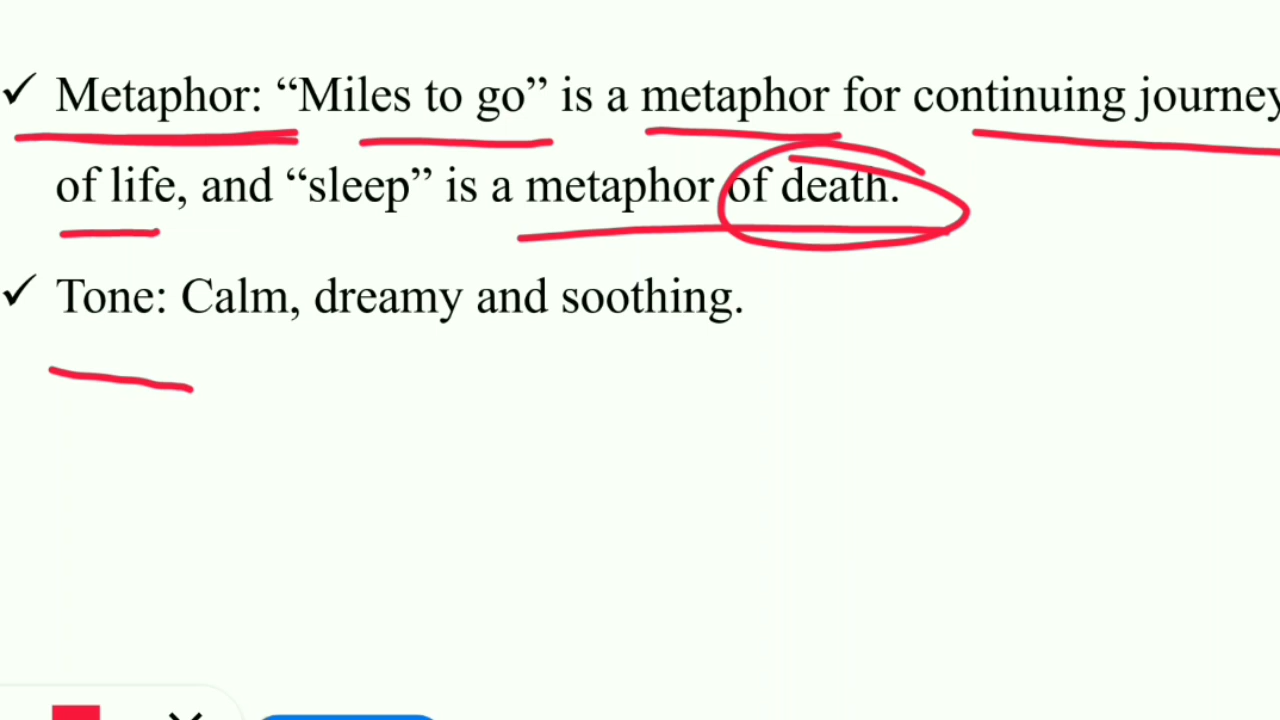 ✓ Metaphor: “Miles to go” is a metaphor for continuing journey
of life, and “sleep” is a metaphor of death.
✓ Tone: Calm, dreamy and soothing.